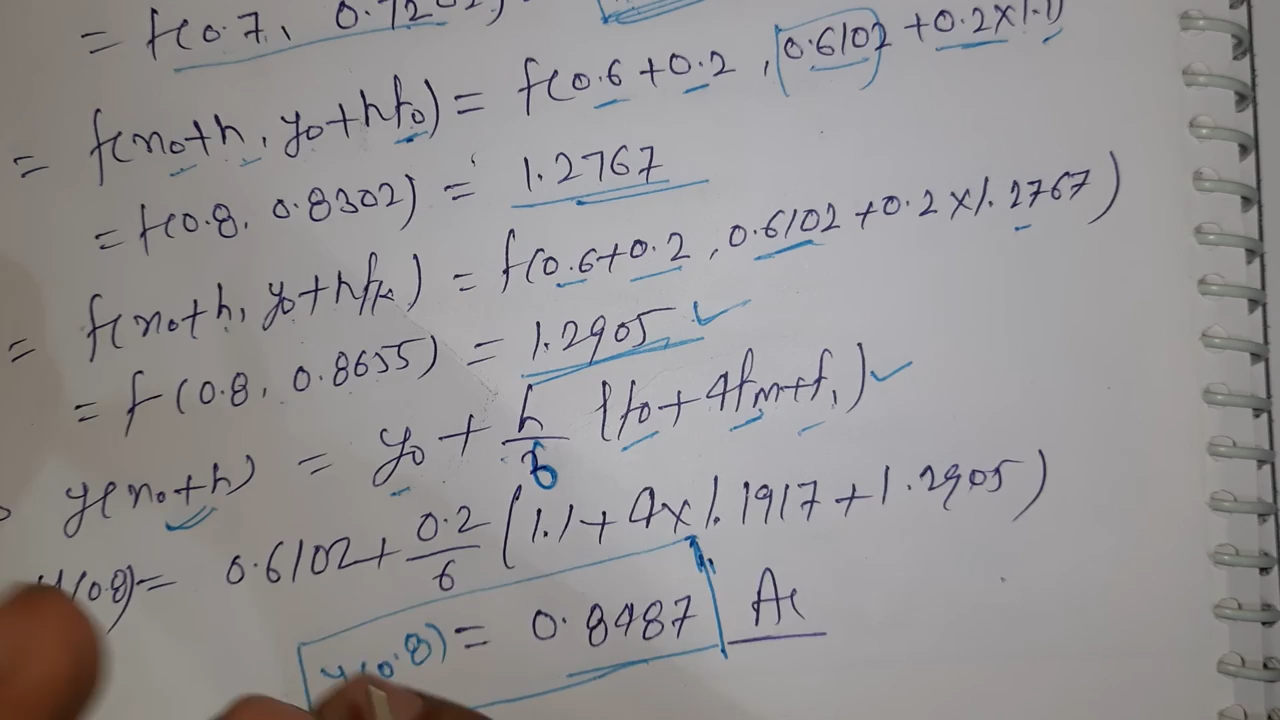 = f(0.7, 0.7202)
= f(x₀+h, y₀+hf₀) = f(0.6+0.2, 0.6102+0.2×1.1)
= f(0.8, 0.8302) = 1.2767
= f(x₀+h, y₀+hfₖ) = f(0.6+0.2, 0.6102+0.2×1.2767)
= f(0.8, 0.8655) = 1.2905 ✓
y(x₀+h) = y₀ + h/6 (f₀+4fₘ+f₁) ✓
y(0.8)= 0.6102+ 0.2/6 (1.1+4×1.1917+1.2905)
y(0.8) = 0.8487